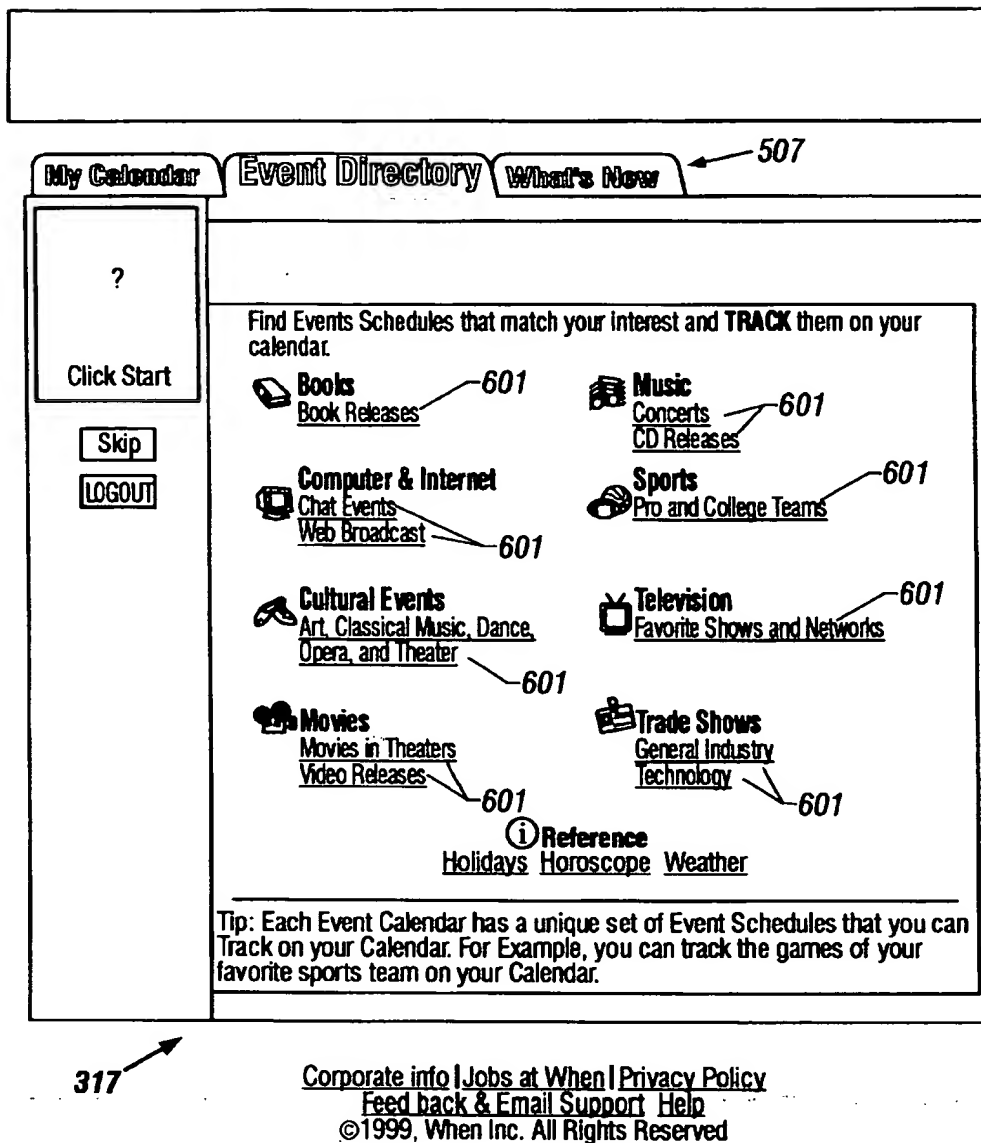 507
My Calendar Event Directory What's New
?
Click Start
Skip
LOGOUT
Find Events Schedules that match your interest and TRACK them on your
calendar.
Books
Book Releases
601
Music
Concerts
CD Releases
601
Computer & Internet
Chat Events
Web Broadcast
601
Sports
Pro and College Teams
601
Cultural Events
Art, Classical Music, Dance,
Opera, and Theater
601
Television
Favorite Shows and Networks
601
Movies
Movies in Theaters
Video Releases
601
Trade Shows
General Industry
Technology
601
i Reference
Holidays Horoscope Weather
Tip: Each Event Calendar has a unique set of Event Schedules that you can
Track on your Calendar. For Example, you can track the games of your
favorite sports team on your Calendar.
317
Corporate info | Jobs at When | Privacy Policy
Feed back & Email Support Help
©1999, When Inc. All Rights Reserved